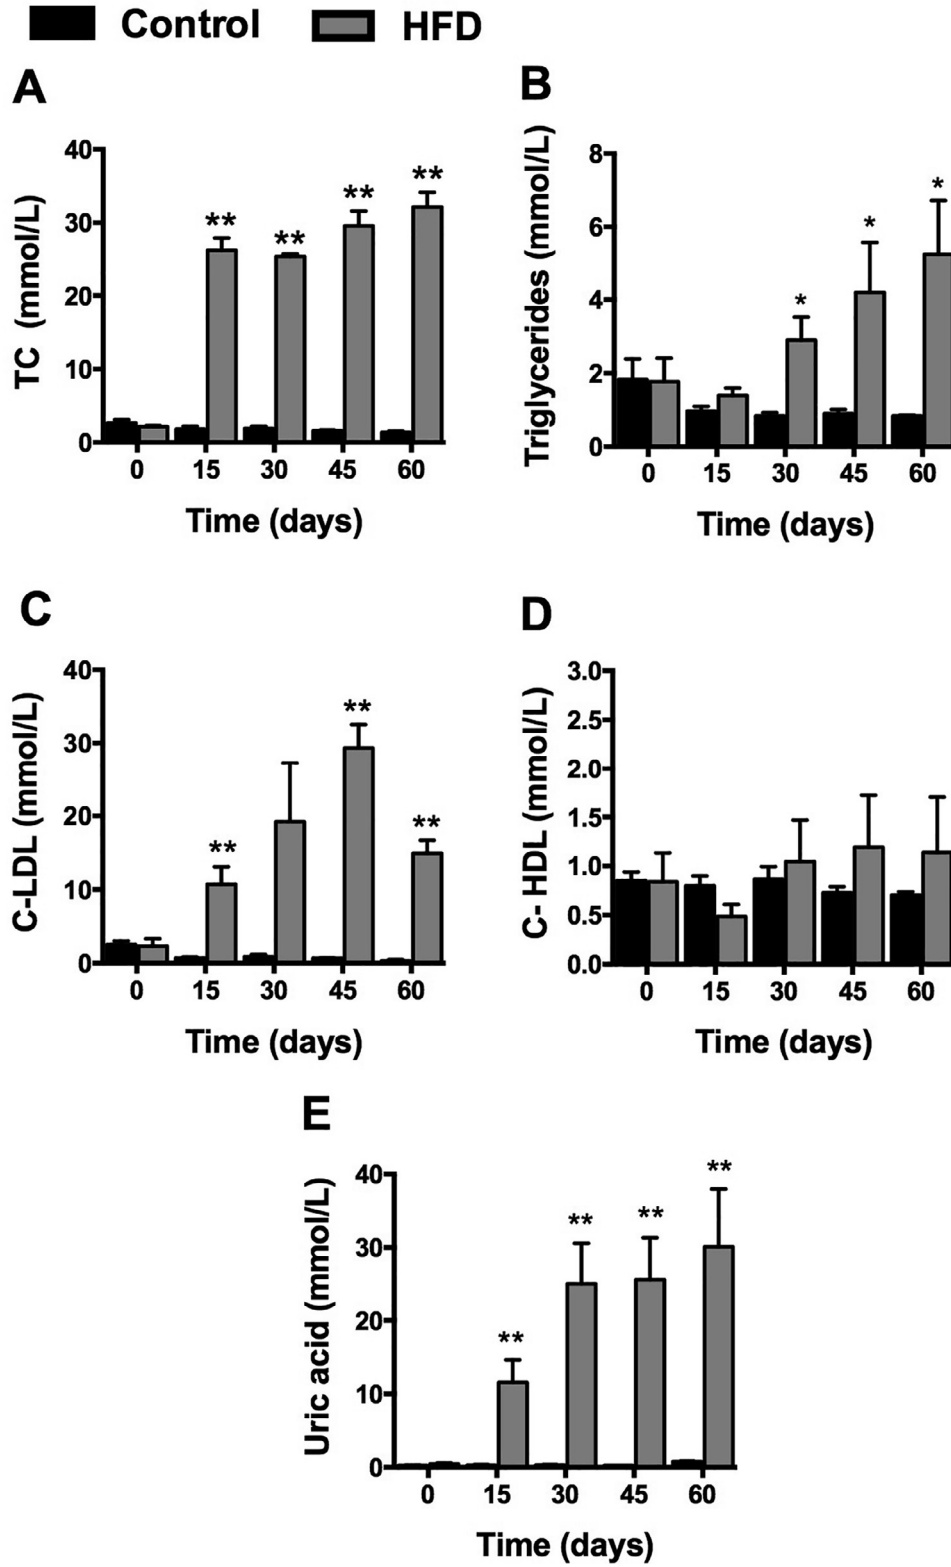 Control HFD
A
TC (mmol/L)
40
30
20
10
0
** ** ** **
0 15 30 45 60
Time (days)
B
Triglycerides (mmol/L)
8
6
4
2
0
* * *
0 15 30 45 60
Time (days)
C
C-LDL (mmol/L)
40
30
20
10
0
** ** **
0 15 30 45 60
Time (days)
D
C- HDL (mmol/L)
3.0
2.5
2.0
1.5
1.0
0.5
0.0
0 15 30 45 60
Time (days)
E
Uric acid (mmol/L)
40
30
20
10
0
** ** ** **
0 15 30 45 60
Time (days)